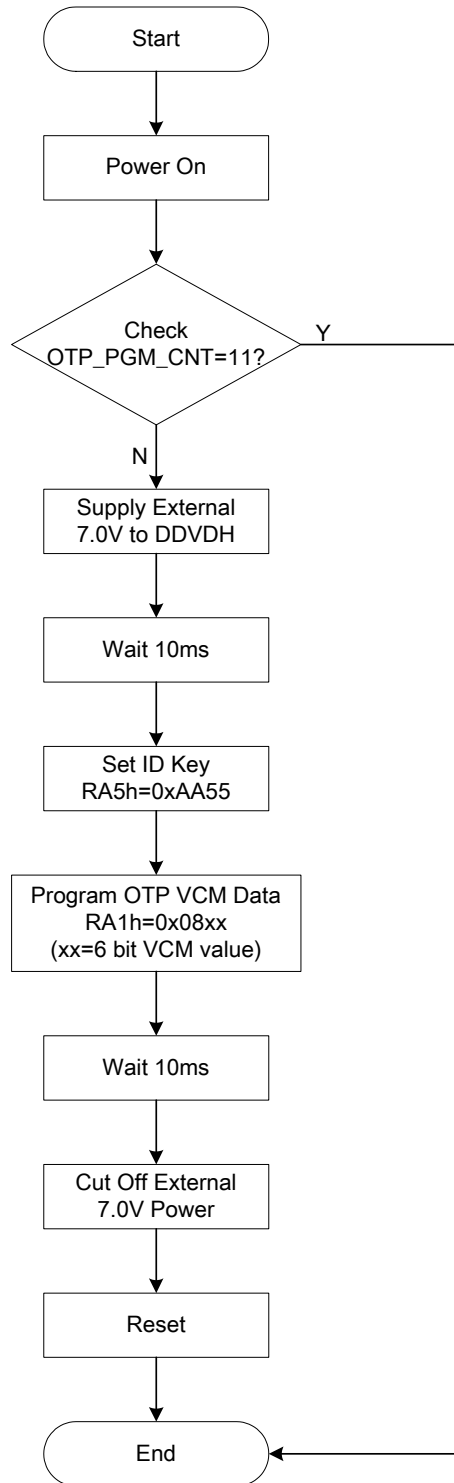 Start
Power On
Check
OTP_PGM_CNT=11?
Y
N
Supply External
7.0V to DDVDH
Wait 10ms
Set ID Key
RA5h=0xAA55
Program OTP VCM Data
RA1h=0x08xx
(xx=6 bit VCM value)
Wait 10ms
Cut Off External
7.0V Power
Reset
End